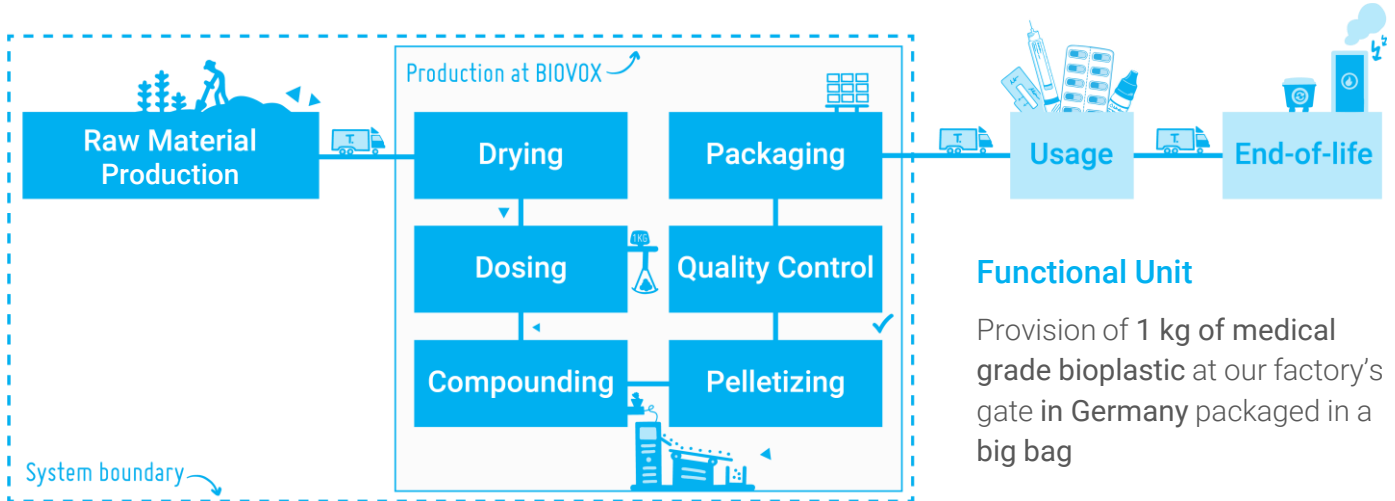 Production at BIOVOX
Raw Material
Production
T.
Drying
Packaging
T.
Usage
T.
End-of-life
1KG
Dosing
Quality Control
Compounding
Pelletizing
System boundary
Functional Unit
Provision of 1 kg of medical
grade bioplastic at our factory's
gate in Germany packaged in a
big bag